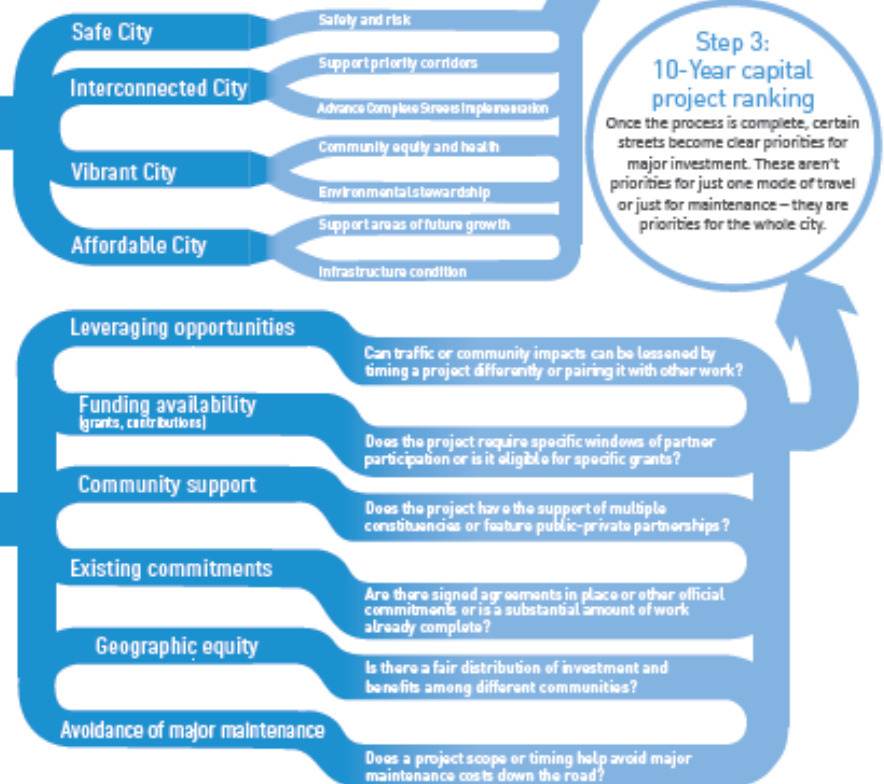 Safe City
Safety and risk
Interconnected City
Support priority corridors
Advance Complete Streets Implementation
Vibrant City
Community equity and health
Environmental stewardship
Affordable City
Support areas of future growth
Infrastructure condition
Step 3:
10-Year capital
project ranking
Once the process is complete, certain
streets become clear priorities for
major investment. These aren't
priorities for just one mode of travel
or just for maintenance – they are
priorities for the whole city.
Leveraging opportunities
Can traffic or community impacts can be lessened by
timing a project differently or pairing it with other work?
Funding availability
(grants, contributions)
Does the project require specific windows of partner
participation or is it eligible for specific grants?
Community support
Does the project have the support of multiple
constituencies or feature public-private partnerships?
Existing commitments
Are there signed agreements in place or other official
commitments or is a substantial amount of work
already complete?
Geographic equity
Is there a fair distribution of investment and
benefits among different communities?
Avoidance of major maintenance
Does a project scope or timing help avoid major
maintenance costs down the road?